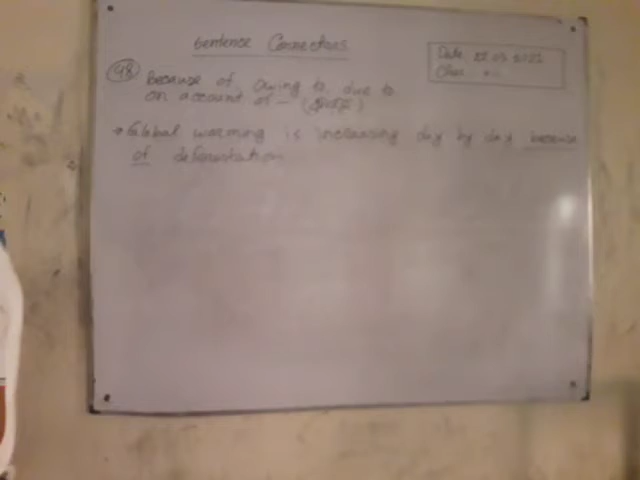 Sentence Connectors
Date
Class
98 Because of, Owing to, due to
on account of -
→ Global warming is increasing day by day because
of deforestation